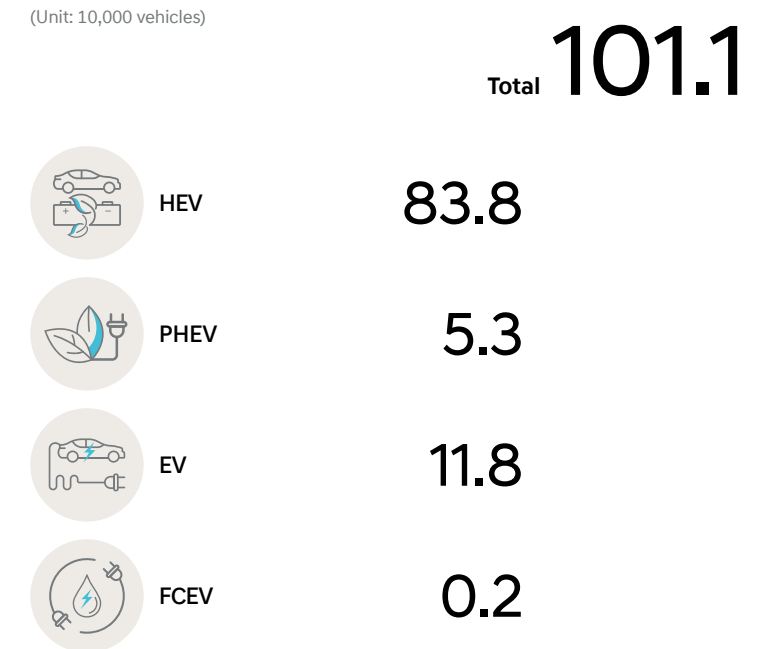 (Unit: 10,000 vehicles)
Total 101.1
HEV 83.8
+ −
PHEV 5.3
EV 11.8
FCEV 0.2